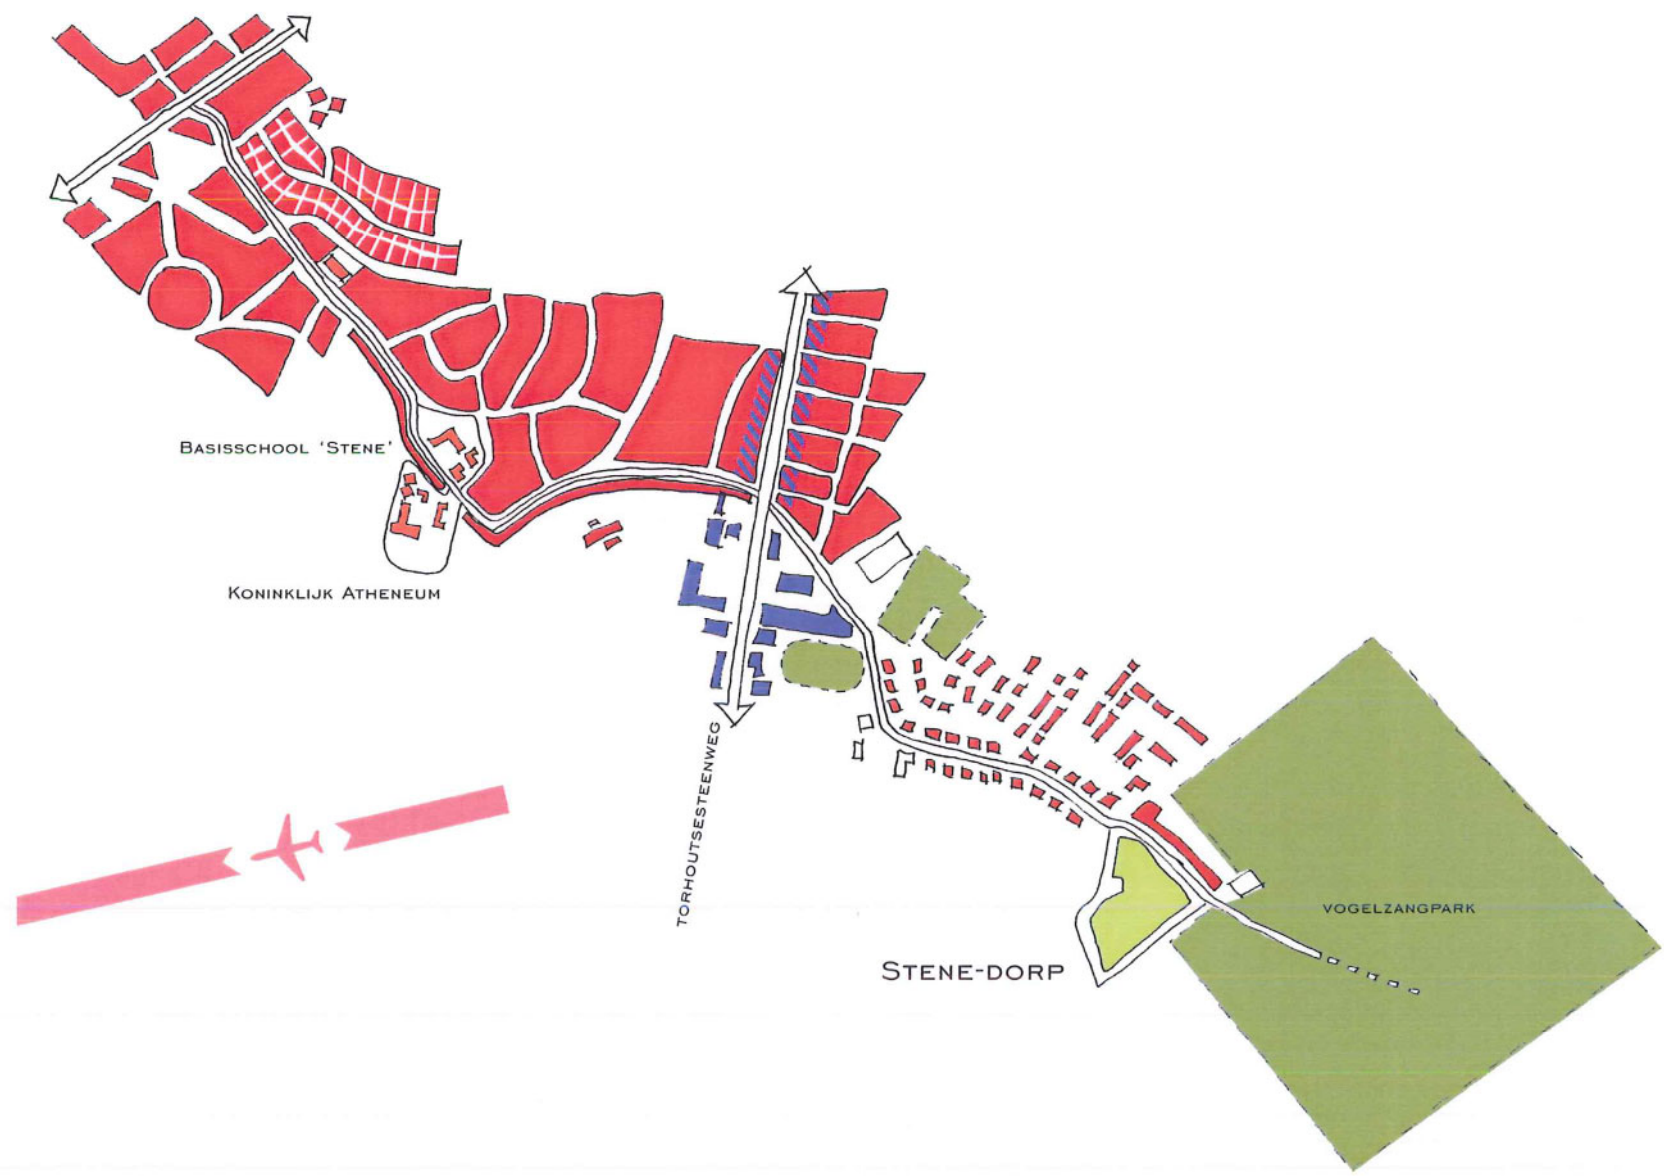 BASISSCHOOL 'STENE'
KONINKLIJK ATHENEUM
TORHOUTSESTEENWEG
VOGELZANGPARK
STENE-DORP